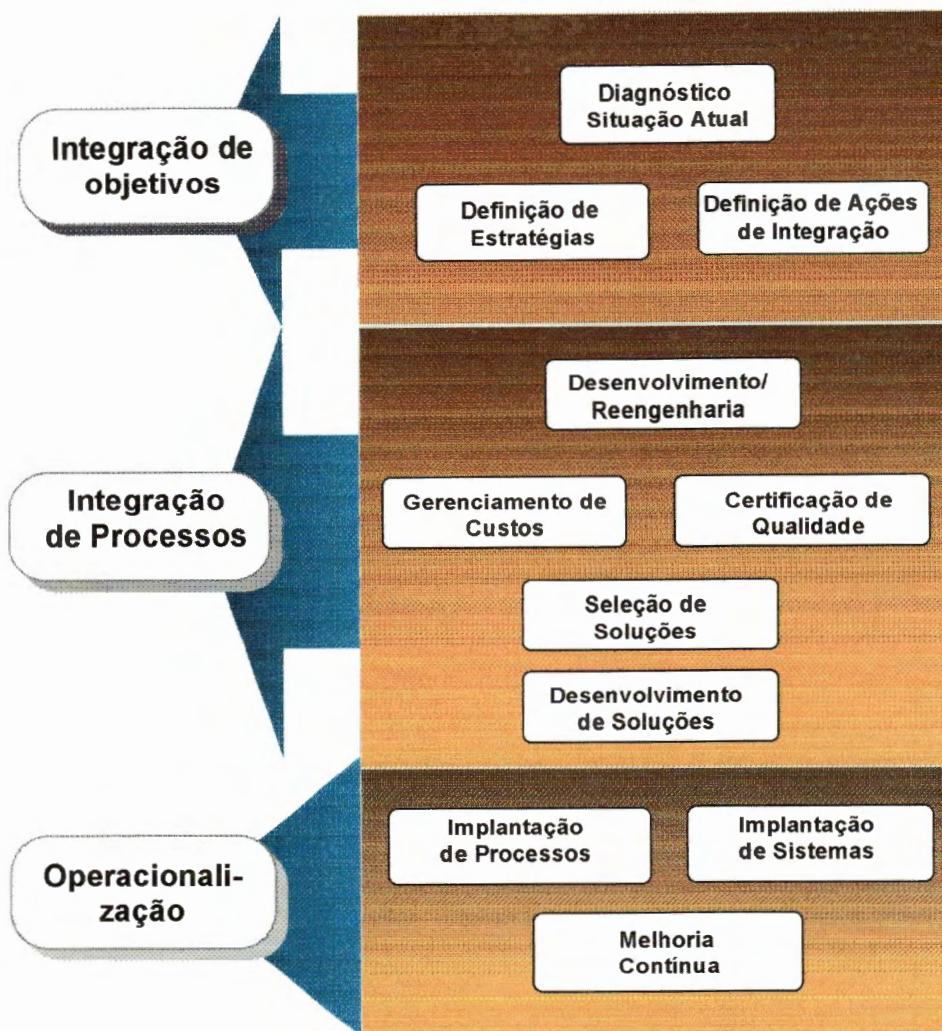 Integração de
objetivos
Diagnóstico
Situação Atual
Definição de
Estratégias
Definição de Ações
de Integração
Integração
de Processos
Desenvolvimento/
Reengenharia
Gerenciamento de
Custos
Certificação de
Qualidade
Seleção de
Soluções
Desenvolvimento
de Soluções
Operacionali-
zação
Implantação
de Processos
Implantação
de Sistemas
Melhoria
Contínua